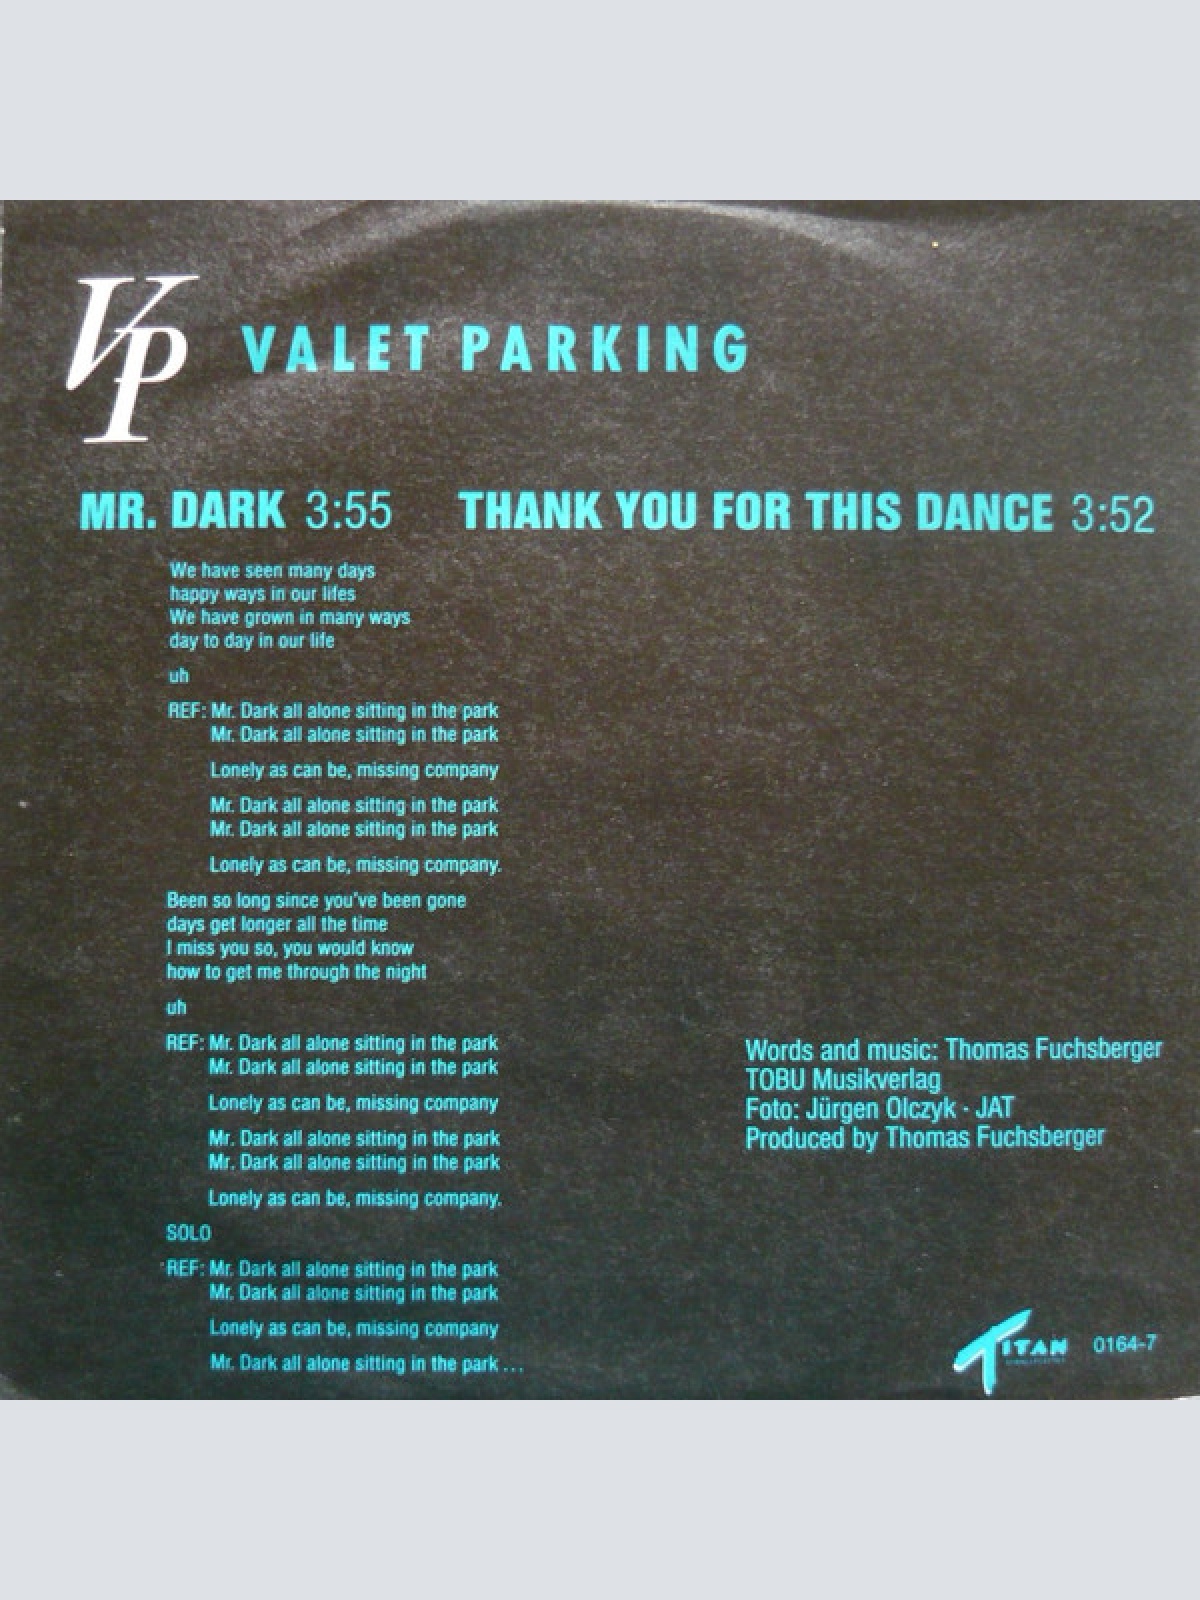 VP
VALET PARKING
MR. DARK 3:55
THANK YOU FOR THIS DANCE 3:52
We have seen many days
happy ways in our lifes
We have grown in many ways
day to day in our life
uh
REF: Mr. Dark all alone sitting in the park
Mr. Dark all alone sitting in the park
Lonely as can be, missing company
Mr. Dark all alone sitting in the park
Mr. Dark all alone sitting in the park
Lonely as can be, missing company.
Been so long since you've been gone
days get longer all the time
I miss you so, you would know
how to get me through the night
uh
REF: Mr. Dark all alone sitting in the park
Mr. Dark all alone sitting in the park
Lonely as can be, missing company
Mr. Dark all alone sitting in the park
Mr. Dark all alone sitting in the park
Lonely as can be, missing company.
SOLO
REF: Mr. Dark all alone sitting in the park
Mr. Dark all alone sitting in the park
Lonely as can be, missing company
Mr. Dark all alone sitting in the park ...
Words and music: Thomas Fuchsberger
TOBU Musikverlag
Foto: Jürgen Olczyk · JAT
Produced by Thomas Fuchsberger
TITAN
0164-7